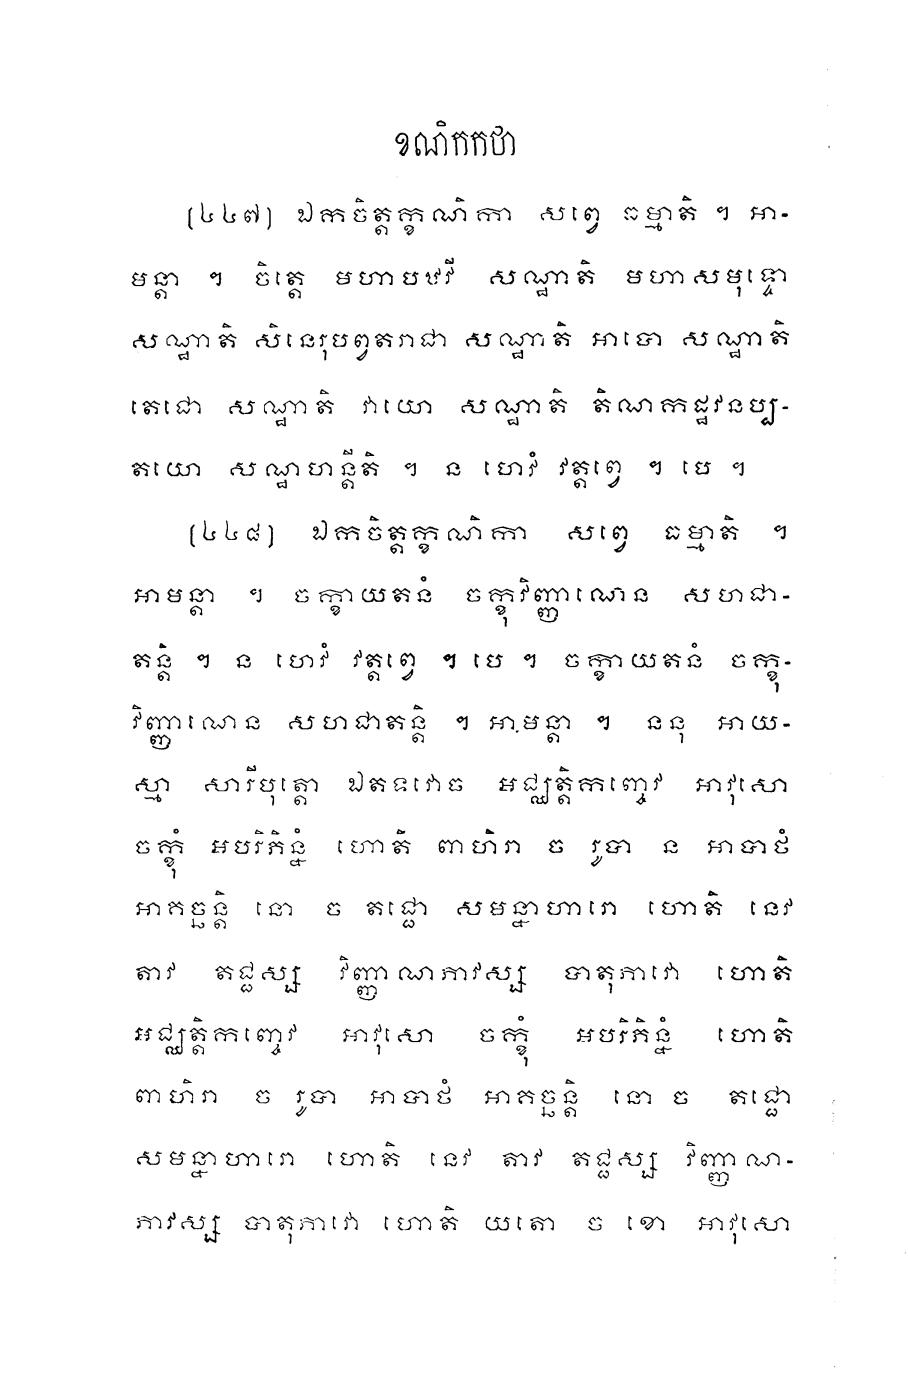 ខណិកកថា
(៤៤៧) ឯកចិត្តក្ខណិកា សព្វេ ធម្មាតិ ។ អា-
មន្តា ។ ចិត្តេ មហាបឋវី សណ្ឋាតិ មហាសមុទ្ទោ
សណ្ឋាតិ សិនេរុបព្វតរាជា សណ្ឋាតិ អាបោ សណ្ឋាតិ
តេជោ សណ្ឋាតិ វាយោ សណ្ឋាតិ តិណកដ្ឋវនប្ប-
តយោ សណ្ឋហន្តីតិ ។ ន ហេវំ វត្តព្វេ ។ បេ ។
(៤៤៨) ឯកចិត្តក្ខណិកា សព្វេ ធម្មាតិ ។
អាមន្តា ។ ចក្ខាយតនំ ចក្ខុវិញ្ញាណេន សហជា-
តន្តិ ។ ន ហេវំ វត្តព្វេ ។ បេ ។ ចក្ខាយតនំ ចក្ខុ-
វិញ្ញាណេន សហជាតន្តិ ។ អាមន្តា ។ ននុ អាយ-
ស្មា សារីបុត្តោ ឯតទវោច អជ្ឈត្តិកញ្ចេវ អាវុសោ
ចក្ខុំ អបរិភិន្នំ ហោតិ ពាហិរា ច រូបា ន អាបាថំ
អាគច្ឆន្តិ នោ ច តជ្ជោ សមន្នាហារោ ហោតិ នេវ
តាវ តជ្ជស្ស វិញ្ញាណភាវស្ស បាតុភាវោ ហោតិ
អជ្ឈត្តិកញ្ចេវ អាវុសោ ចក្ខុំ អបរិភិន្នំ ហោតិ
ពាហិរា ច រូបា អាបាថំ អាគច្ឆន្តិ នោ ច តជ្ជោ
សមន្នាហារោ ហោតិ នេវ តាវ តជ្ជស្ស វិញ្ញាណ-
ភាវស្ស បាតុភាវោ ហោតិ យតោ ច ខោ អាវុសោ